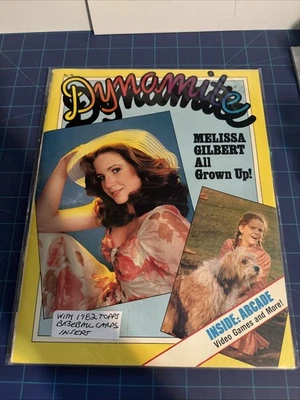 Dynamite
MELISSA
GILBERT
All
Grown Up!
WITH 1982 TOPPS
BASEBALL CARDS
INSERT
INSIDE: ARCADE
Video Games and More!